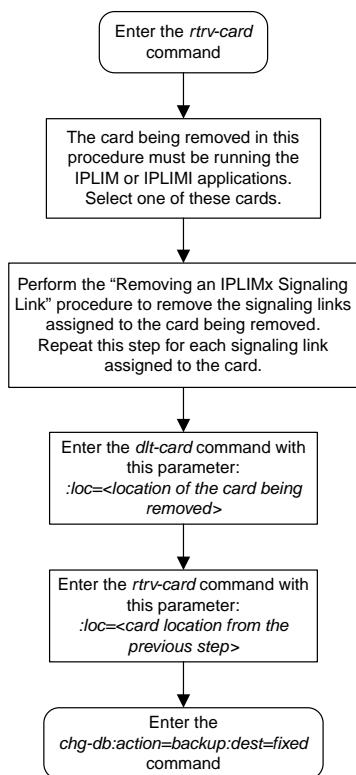 Enter the rtrv-card
command
The card being removed in this
procedure must be running the
IPLIM or IPLIMI applications.
Select one of these cards.
Perform the “Removing an IPLIMx Signaling
Link” procedure to remove the signaling links
assigned to the card being removed.
Repeat this step for each signaling link
assigned to the card.
Enter the dlt-card command with
this parameter:
:loc=<location of the card being
removed>
Enter the rtrv-card command with
this parameter:
:loc=<card location from the
previous step>
Enter the
chg-db:action=backup:dest=fixed
command